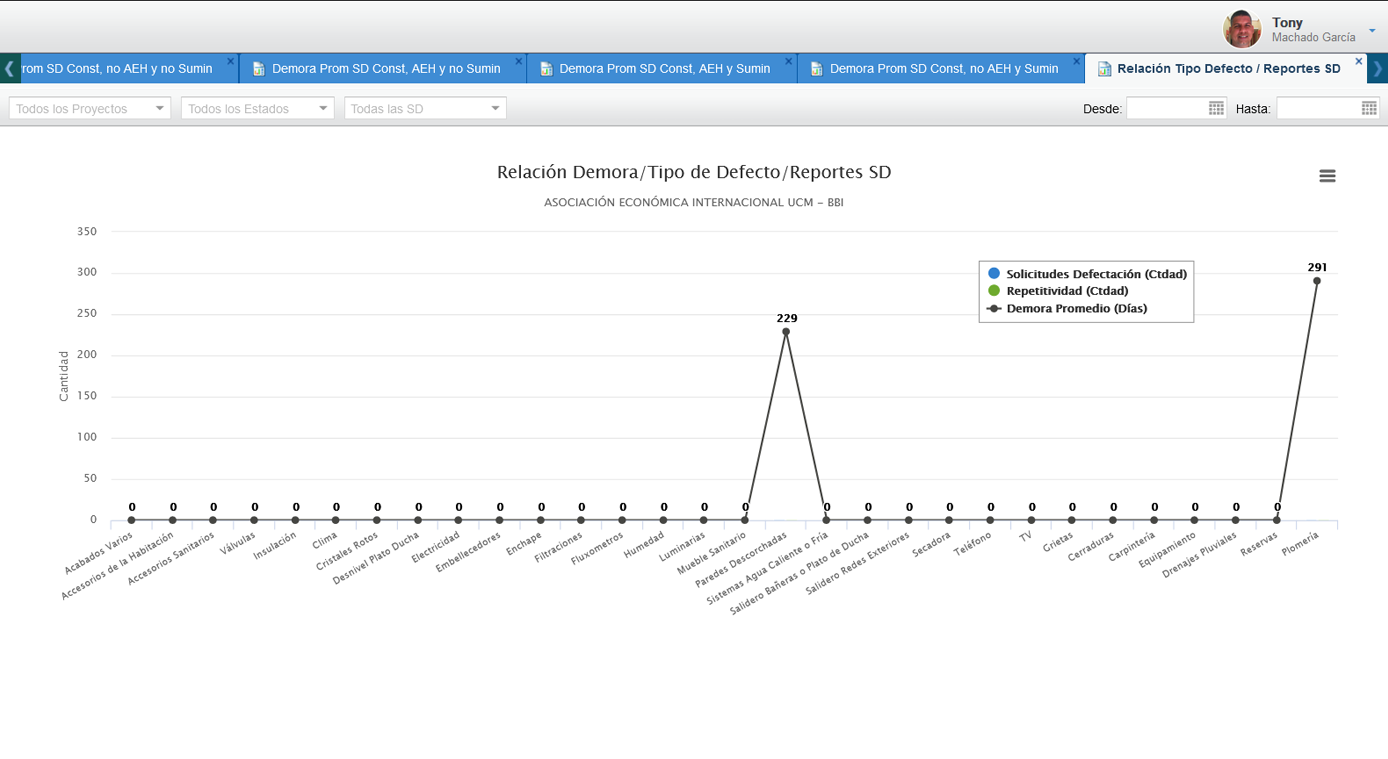 Tony
Machado García
rom SD Const, no AEH y no Sumin
Demora Prom SD Const, AEH y no Sumin
Demora Prom SD Const, AEH y Sumin
Demora Prom SD Const, no AEH y Sumin
Relación Tipo Defecto / Reportes SD
Todos los Proyectos
Todos los Estados
Todas las SD
Desde:
Hasta:
Relación Demora/Tipo de Defecto/Reportes SD
ASOCIACIÓN ECONÓMICA INTERNACIONAL UCM – BBI
Cantidad
350
300
250
200
150
100
50
0
Solicitudes Defectación (Ctdad)
Repetitividad (Ctdad)
Demora Promedio (Días)
0 0 0 0 0 0 0 0 0 0 0 0 0 0 0 0 229 0 0 0 0 0 0 0 0 0 0 0 0 291
Acabados Varios
Accesorios de la Habitación
Accesorios Sanitarios
Válvulas
Insulación
Clima
Cristales Rotos
Desnivel Plato Ducha
Electricidad
Embellecedores
Enchape
Filtraciones
Fluxometros
Humedad
Luminarias
Mueble Sanitario
Paredes Descorchadas
Sistemas Agua Caliente o Fría
Salidero Bañeras o Plato de Ducha
Salidero Redes Exteriores
Secadora
Teléfono
TV
Grietas
Cerraduras
Carpintería
Equipamiento
Drenajes Pluviales
Reservas
Plomería